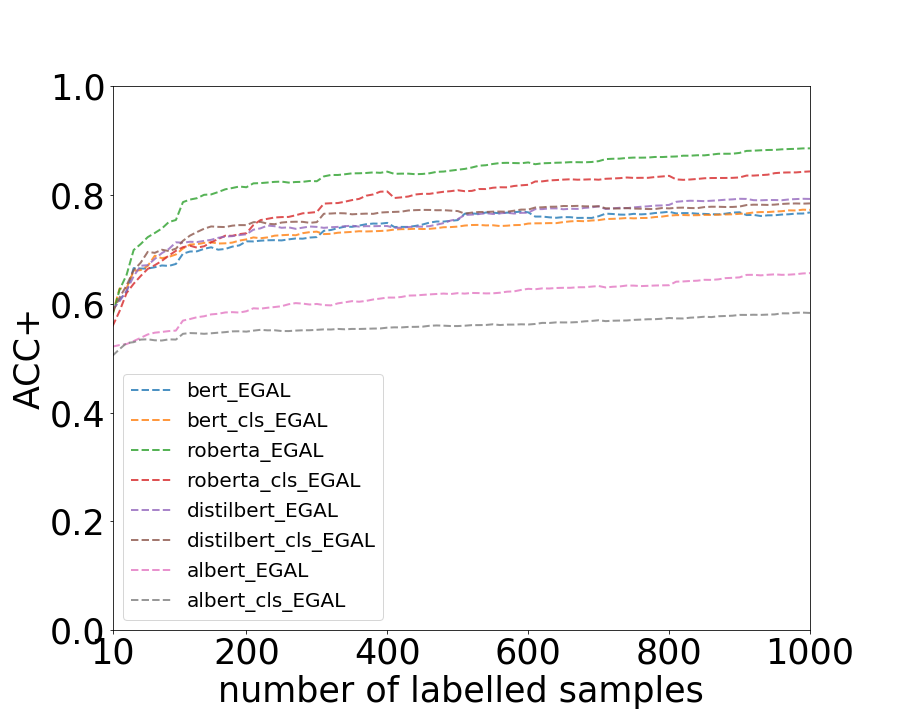 1.0
0.8
0.6
0.4
0.2
0.0
ACC+
bert_EGAL
bert_cls_EGAL
roberta_EGAL
roberta_cls_EGAL
distilbert_EGAL
distilbert_cls_EGAL
albert_EGAL
albert_cls_EGAL
10 200 400 600 800 1000
number of labelled samples